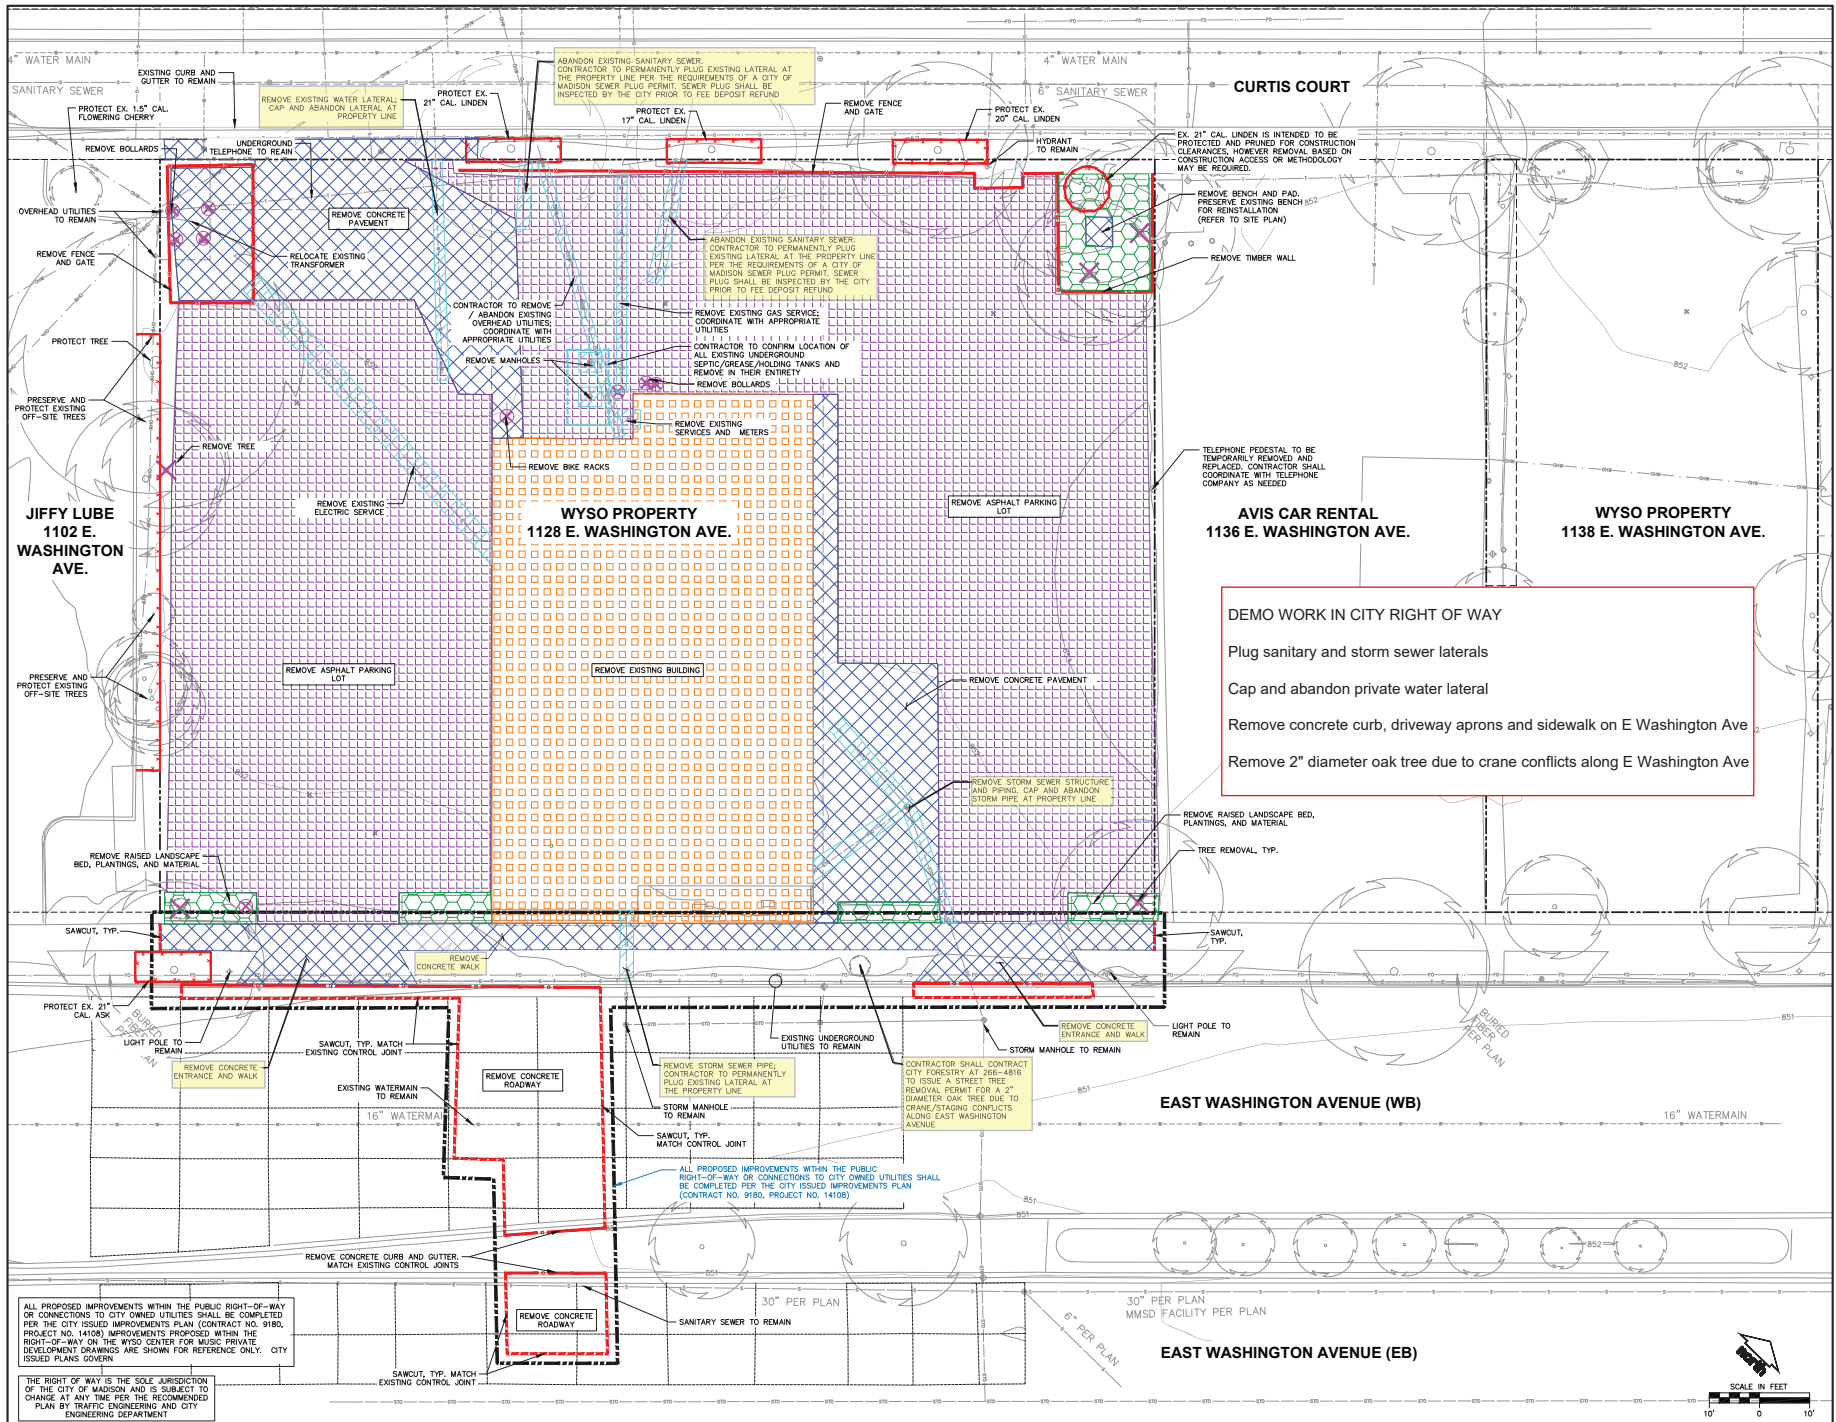 4" WATER MAIN
SANITARY SEWER
EXISTING CURB AND
GUTTER TO REMAIN
PROTECT EX. 1.5" CAL.
FLOWERING CHERRY
REMOVE BOLLARDS
UNDERGROUND
TELEPHONE TO REAIN
REMOVE EXISTING WATER LATERAL;
CAP AND ABANDON LATERAL AT
PROPERTY LINE
PROTECT EX.
21" CAL. LINDEN
ABANDON EXISTING SANITARY SEWER.
CONTRACTOR TO PERMANENTLY PLUG EXISTING LATERAL AT
THE PROPERTY LINE PER THE REQUIREMENTS OF A CITY OF
MADISON SEWER PLUG PERMIT. SEWER PLUG SHALL BE
INSPECTED BY THE CITY PRIOR TO FEE DEPOSIT REFUND
PROTECT EX.
17" CAL. LINDEN
REMOVE FENCE
AND GATE
4" WATER MAIN
6" SANITARY SEWER
PROTECT EX.
20" CAL. LINDEN
HYDRANT
TO REMAIN
CURTIS COURT
EX. 21" CAL. LINDEN IS INTENDED TO BE
PROTECTED AND PRUNED FOR CONSTRUCTION
CLEARANCES, HOWEVER REMOVAL BASED ON
CONSTRUCTION ACCESS OR METHODOLOGY
MAY BE REQUIRED.
REMOVE BENCH AND PAD.
PRESERVE EXISTING BENCH
FOR REINSTALLATION
(REFER TO SITE PLAN)
REMOVE TIMBER WALL
852
852
OVERHEAD UTILITIES
TO REMAIN
REMOVE FENCE
AND GATE
REMOVE CONCRETE
PAVEMENT
RELOCATE EXISTING
TRANSFORMER
ABANDON EXISTING SANITARY SEWER.
CONTRACTOR TO PERMANENTLY PLUG
EXISTING LATERAL AT THE PROPERTY LINE
PER THE REQUIREMENTS OF A CITY OF
MADISON SEWER PLUG PERMIT. SEWER
PLUG SHALL BE INSPECTED BY THE CITY
PRIOR TO FEE DEPOSIT REFUND
CONTRACTOR TO REMOVE
/ ABANDON EXISTING
OVERHEAD UTILITIES;
COORDINATE WITH
APPROPRIATE UTILITIES
REMOVE EXISTING GAS SERVICE;
COORDINATE WITH APPROPRIATE
UTILITIES
CONTRACTOR TO CONFIRM LOCATION OF
ALL EXISTING UNDERGROUND
SEPTIC/GREASE/HOLDING TANKS AND
REMOVE IN THEIR ENTIRETY
REMOVE MANHOLES
REMOVE BOLLARDS
PROTECT TREE
PRESERVE AND
PROTECT EXISTING
OFF-SITE TREES
REMOVE TREE
REMOVE EXISTING
SERVICES AND METERS
REMOVE BIKE RACKS
REMOVE EXISTING
ELECTRIC SERVICE
TELEPHONE PEDESTAL TO BE
TEMPORARILY REMOVED AND
REPLACED. CONTRACTOR SHALL
COORDINATE WITH TELEPHONE
COMPANY AS NEEDED
JIFFY LUBE
1102 E.
WASHINGTON
AVE.
WYSO PROPERTY
1128 E. WASHINGTON AVE.
REMOVE ASPHALT PARKING
LOT
AVIS CAR RENTAL
1136 E. WASHINGTON AVE.
WYSO PROPERTY
1138 E. WASHINGTON AVE.
DEMO WORK IN CITY RIGHT OF WAY
Plug sanitary and storm sewer laterals
Cap and abandon private water lateral
Remove concrete curb, driveway aprons and sidewalk on E Washington Ave
Remove 2" diameter oak tree due to crane conflicts along E Washington Ave
PRESERVE AND
PROTECT EXISTING
OFF-SITE TREES
REMOVE ASPHALT PARKING
LOT
REMOVE EXISTING BUILDING
REMOVE CONCRETE PAVEMENT
852
REMOVE STORM SEWER STRUCTURE
AND PIPING. CAP AND ABANDON
STORM PIPE AT PROPERTY LINE
REMOVE RAISED LANDSCAPE BED,
PLANTINGS, AND MATERIAL
TREE REMOVAL, TYP.
REMOVE RAISED LANDSCAPE
BED, PLANTINGS, AND MATERIAL
SAWCUT, TYP.
REMOVE
CONCRETE WALK
SAWCUT,
TYP.
PROTECT EX. 21"
CAL. ASK
BURIED
FIBER
PER PLAN
LIGHT POLE TO
REMAIN
REMOVE CONCRETE
ENTRANCE AND WALK
SAWCUT, TYP. MATCH
EXISTING CONTROL JOINT
EXISTING UNDERGROUND
UTILITIES TO REMAIN
REMOVE CONCRETE
ENTRANCE AND WALK
LIGHT POLE TO
REMAIN
STORM MANHOLE TO REMAIN
BURIED
FIBER
PER PLAN
851
REMOVE CONCRETE
ROADWAY
EXISTING WATERMAIN
TO REMAIN
REMOVE STORM SEWER PIPE;
CONTRACTOR TO PERMANENTLY
PLUG EXISTING LATERAL AT
THE PROPERTY LINE
CONTRACTOR SHALL CONTRACT
CITY FORESTRY AT 266-4816
TO ISSUE A STREET TREE
REMOVAL PERMIT FOR A 2"
DIAMETER OAK TREE DUE TO
CRANE/STAGING CONFLICTS
ALONG EAST WASHINGTON
AVENUE
STORM MANHOLE
TO REMAIN
16" WATERMAI
SAWCUT, TYP.
MATCH CONTROL JOINT
851
EAST WASHINGTON AVENUE (WB)
16" WATERMAIN
ALL PROPOSED IMPROVEMENTS WITHIN THE PUBLIC
RIGHT-OF-WAY OR CONNECTIONS TO CITY OWNED UTILITIES SHALL
BE COMPLETED PER THE CITY ISSUED IMPROVEMENTS PLAN
(CONTRACT NO. 9180, PROJECT NO. 14108)
851
851
852
REMOVE CONCRETE CURB AND GUTTER.
MATCH EXISTING CONTROL JOINTS
851
30" PER PLAN
30" PER PLAN
MMSD FACILITY PER PLAN
6" PER PLAN
REMOVE CONCRETE
ROADWAY
SANITARY SEWER TO REMAIN
SAWCUT, TYP. MATCH
EXISTING CONTROL JOINT
EAST WASHINGTON AVENUE (EB)
ALL PROPOSED IMPROVEMENTS WITHIN THE PUBLIC RIGHT-OF-WAY
OR CONNECTIONS TO CITY OWNED UTILITIES SHALL BE COMPLETED
PER THE CITY ISSUED IMPROVEMENTS PLAN (CONTRACT NO. 9180,
PROJECT NO. 14108) IMPROVEMENTS PROPOSED WITHIN THE
RIGHT-OF-WAY ON THE WYSO CENTER FOR MUSIC PRIVATE
DEVELOPMENT DRAWINGS ARE SHOWN FOR REFERENCE ONLY. CITY
ISSUED PLANS GOVERN
THE RIGHT OF WAY IS THE SOLE JURISDICTION
OF THE CITY OF MADISON AND IS SUBJECT TO
CHANGE AT ANY TIME PER THE RECOMMENDED
PLAN BY TRAFFIC ENGINEERING AND CITY
ENGINEERING DEPARTMENT
north
SCALE IN FEET
10' 0 10'